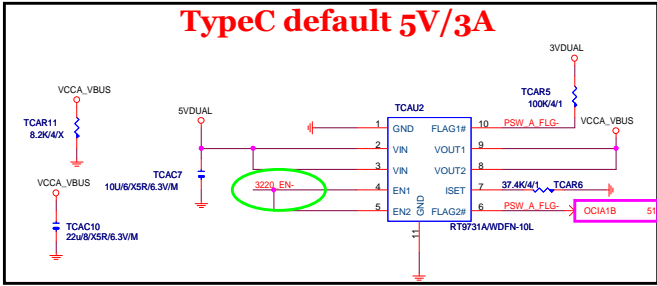 TypeC default 5V/3A
3VDUAL
VCCA_VBUS
TCAR11
8.2K/4/X
5VDUAL
TCAU2
TCAR5
100K/4/1
VCCA_VBUS
1 GND FLAG1# 10 PSW_A_FLG-
2 VIN VOUT1 9
TCAC7
10U/6/X5R/6.3V/M
3 VIN VOUT2 8
VCCA_VBUS
3220_EN-
4 EN1 ISET 7 37.4K/4/1 TCAR6
5 EN2 GND FLAG2# 6 PSW_A_FLG-
OCIA1B 51
TCAC10
22u/8/X5R/6.3V/M
11
RT9731A/WDFN-10L